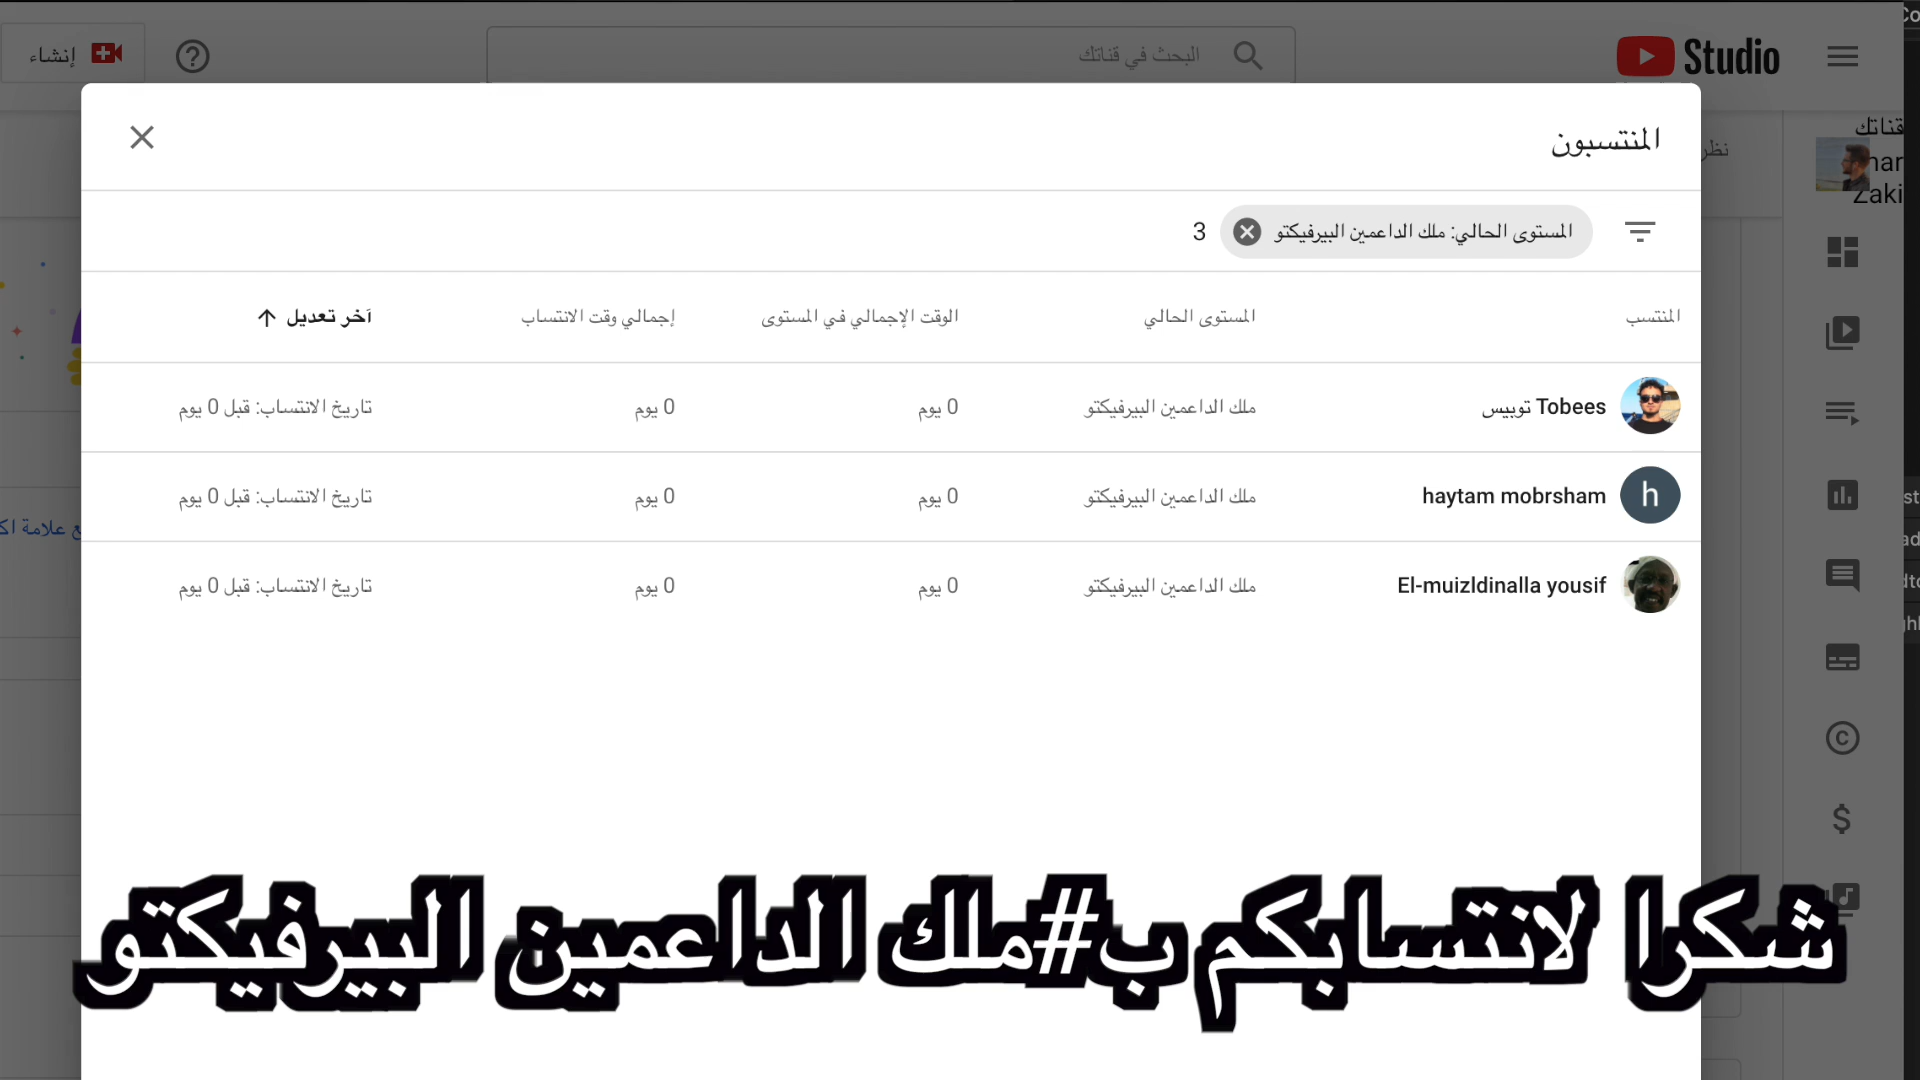 Studio
البحث في قناتك
إنشاء
قناتك
Zaki
نظر
المنتسبون
المستوى الحالي: ملك الداعمين البيرفيكتو
3
المنتسب المستوى الحالي الوقت الإجمالي في المستوى إجمالي وقت الانتساب آخر تعديل
Tobees توبيس ملك الداعمين البيرفيكتو 0 يوم 0 يوم تاريخ الانتساب: قبل 0 يوم
h haytam mobrsham ملك الداعمين البيرفيكتو 0 يوم 0 يوم تاريخ الانتساب: قبل 0 يوم
El-muizldinalla yousif ملك الداعمين البيرفيكتو 0 يوم 0 يوم تاريخ الانتساب: قبل 0 يوم
علامة
شكرا لانتسابكم ب#ملك الداعمين البيرفيكتو